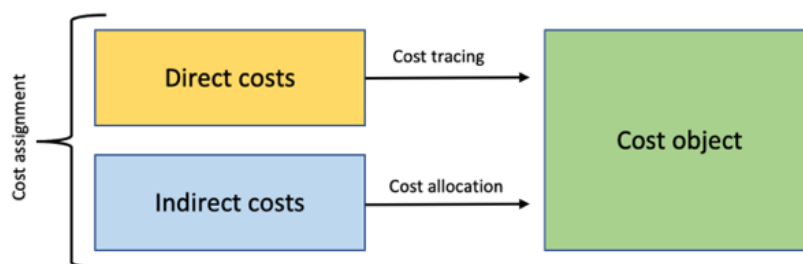 Cost assignment
Direct costs
Cost tracing
Indirect costs
Cost allocation
Cost object